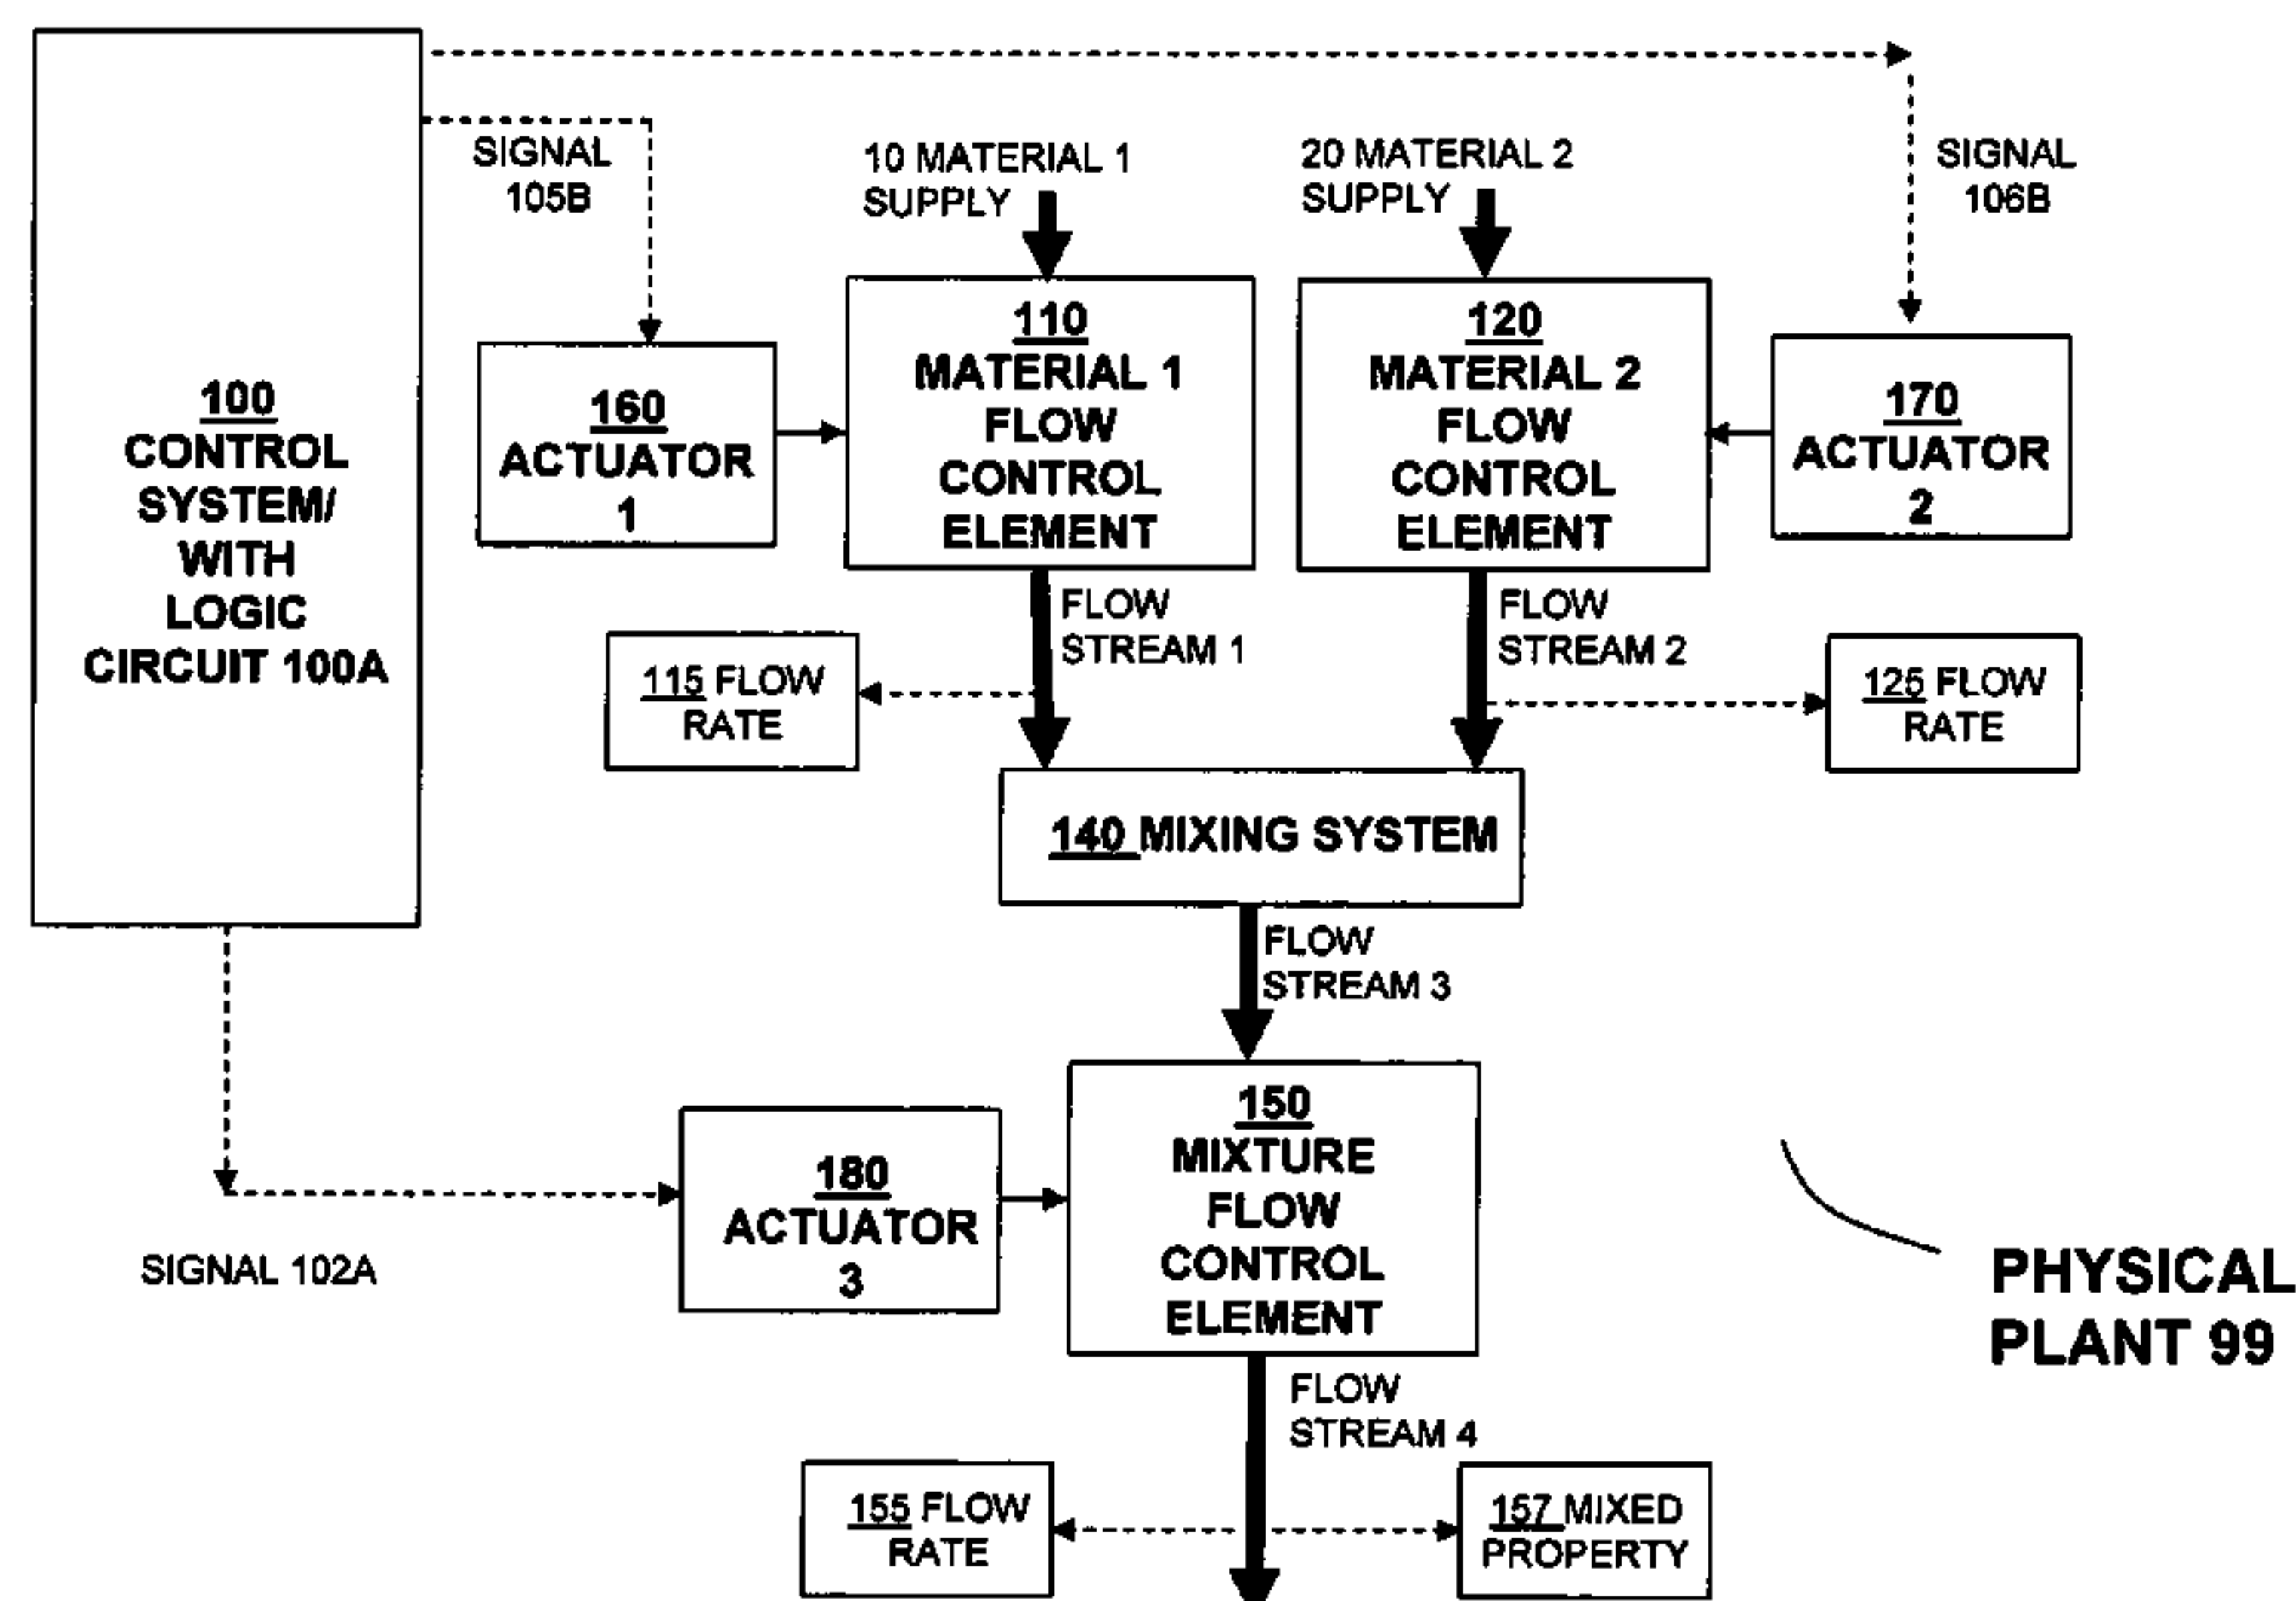 SIGNAL
105B
10 MATERIAL 1
SUPPLY
20 MATERIAL 2
SUPPLY
SIGNAL
106B
100
CONTROL
SYSTEM/
WITH
LOGIC
CIRCUIT 100A
160
ACTUATOR
1
110
MATERIAL 1
FLOW
CONTROL
ELEMENT
120
MATERIAL 2
FLOW
CONTROL
ELEMENT
170
ACTUATOR
2
FLOW
STREAM 1
FLOW
STREAM 2
115 FLOW
RATE
125 FLOW
RATE
140 MIXING SYSTEM
FLOW
STREAM 3
SIGNAL 102A
180
ACTUATOR
3
150
MIXTURE
FLOW
CONTROL
ELEMENT
PHYSICAL
PLANT 99
FLOW
STREAM 4
155 FLOW
RATE
157 MIXED
PROPERTY